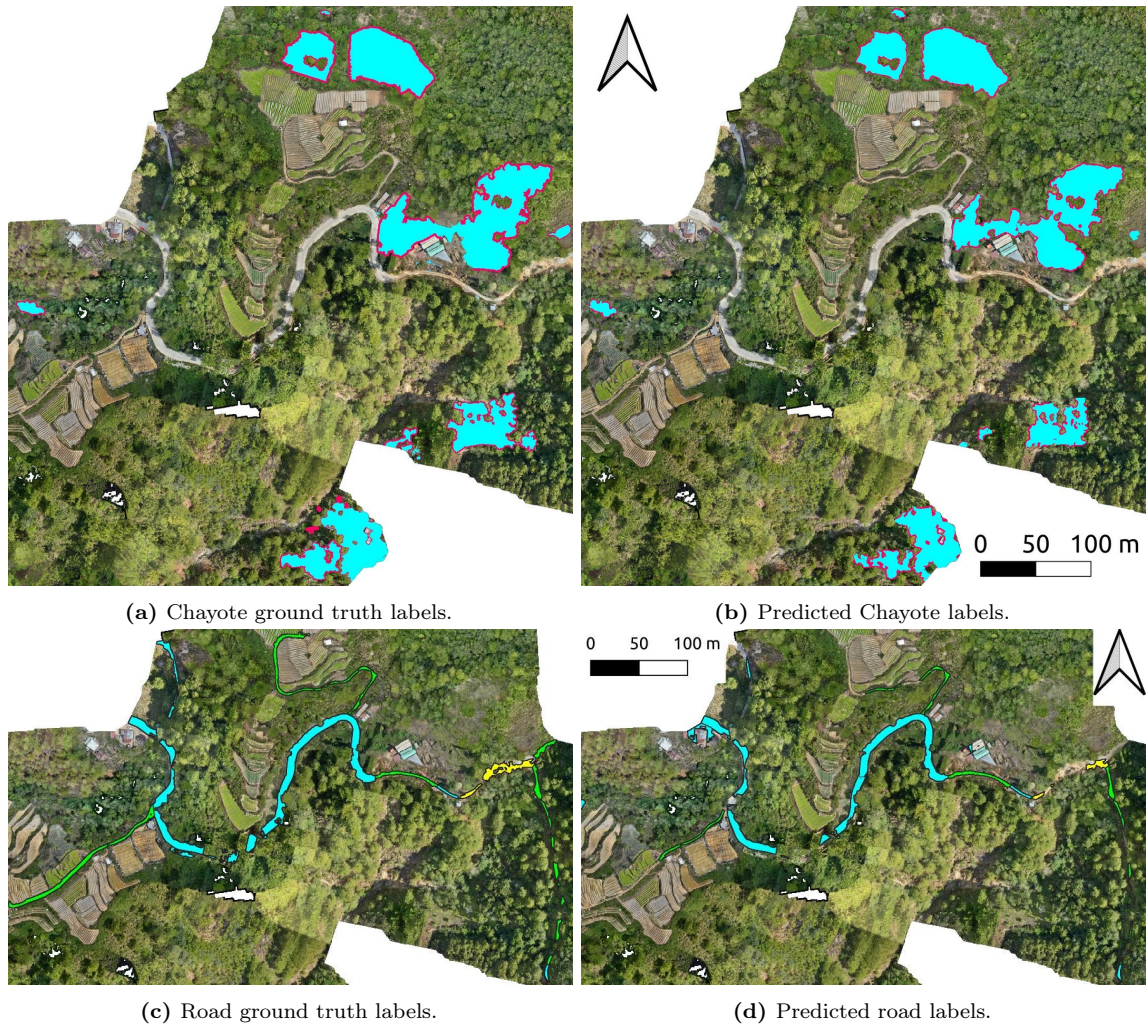 0 50 100 m
(a) Chayote ground truth labels.
(b) Predicted Chayote labels.
0 50 100 m
(c) Road ground truth labels.
(d) Predicted road labels.